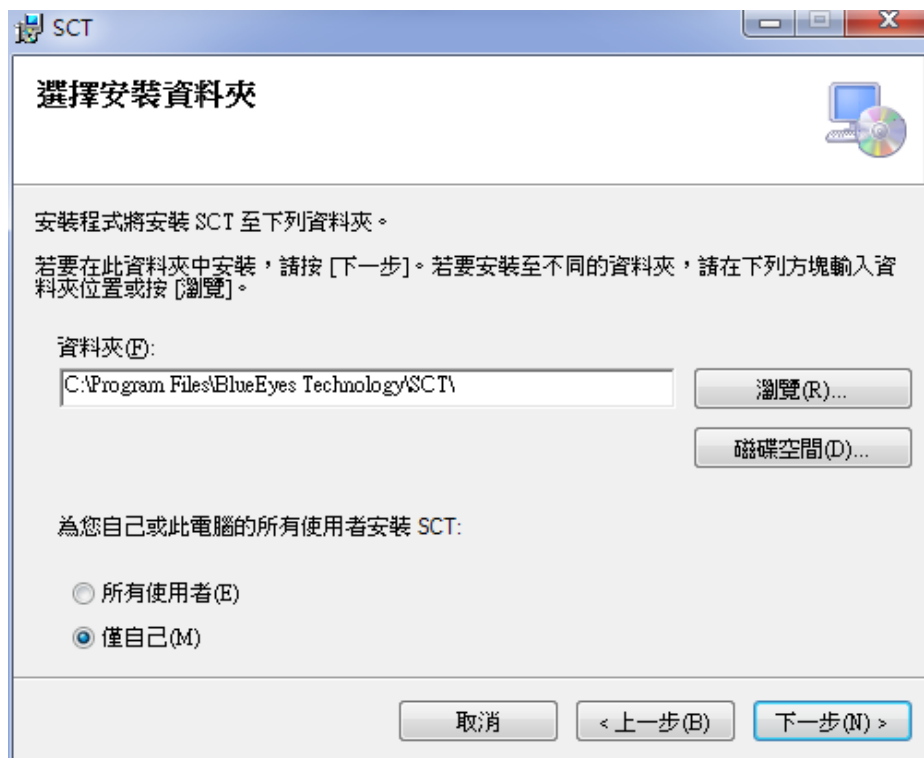 SCT
選擇安裝資料夾
安裝程式將安裝 SCT 至下列資料夾。
若要在此資料夾中安裝，請按 [下一步]。若要安裝至不同的資料夾，請在下列方塊輸入資
料夾位置或按 [瀏覽]。
資料夾(F):
C:\Program Files\BlueEyes Technology\SCT\
瀏覽(R)...
磁碟空間(D)...
為您自己或此電腦的所有使用者安裝 SCT:
所有使用者(E)
僅自己(M)
取消
<上一步(B)
下一步(N) >